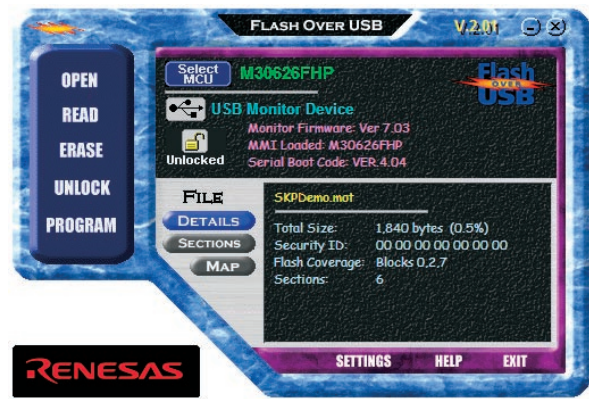 FLASH OVER USB
V.2.01
OPEN
READ
ERASE
UNLOCK
PROGRAM
Select MCU
M30626FHP
Flash
OVER
USB
USB Monitor Device
Monitor Firmware: Ver 7.03
MMI Loaded: M30626FHP
Serial Boot Code: VER.4.04
Unlocked
FILE
DETAILS
SECTIONS
MAP
SKPDemo.mot
Total Size: 1,840 bytes (0.5%)
Security ID: 00 00 00 00 00 00 00
Flash Coverage: Blocks 0,2,7
Sections: 6
SETTINGS HELP EXIT
RENESAS